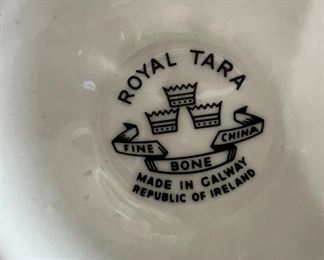 ROYAL TARA
FINE BONE CHINA
MADE IN GALWAY
REPUBLIC OF IRELAND